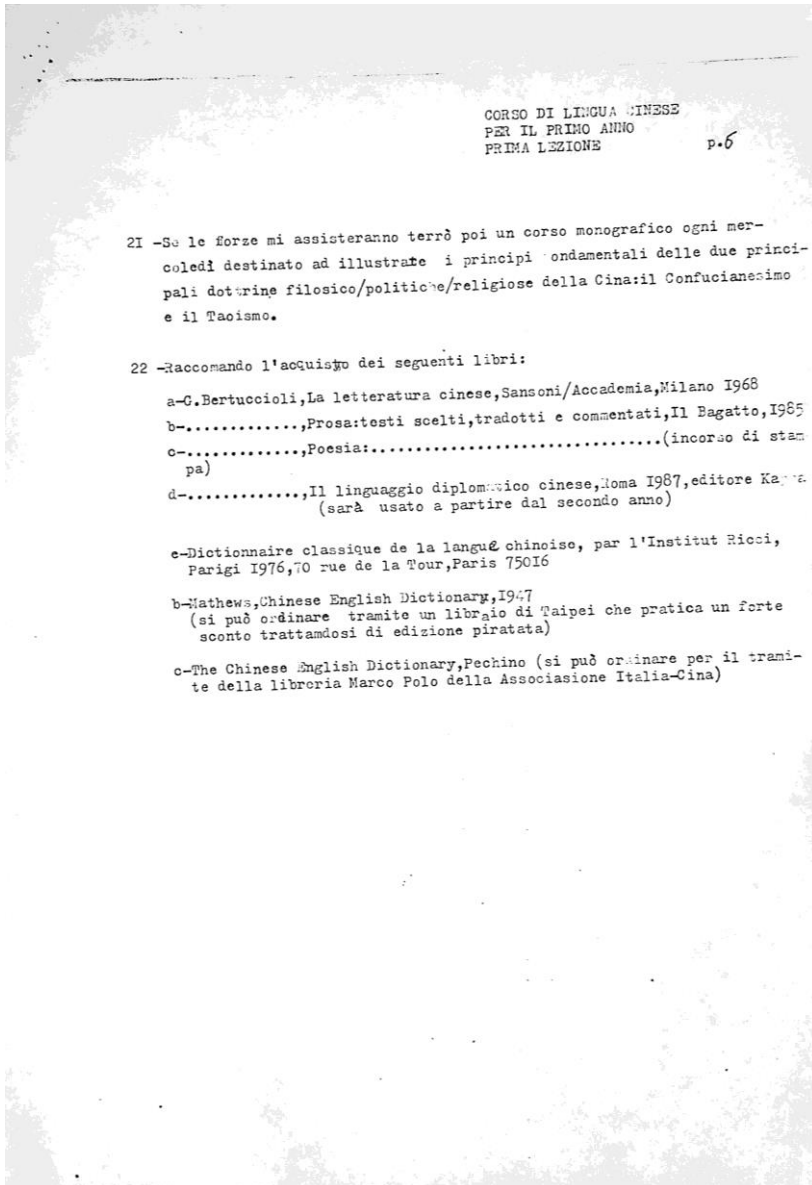 CORSO DI LINGUA CINESE
PER IL PRIMO ANNO
PRIMA LEZIONE p.6
2I -Se le forze mi assisteranno terrò poi un corso monografico ogni mer-
coledì destinato ad illustrate i principi ondamentali delle due princi-
pali dottrine filosico/politiche/religiose della Cina:il Confucianesimo
e il Taoismo.
22 -Raccomando l'acquisto dei seguenti libri:
a-G.Bertuccioli,La letteratura cinese,Sansoni/Accademia,Milano I968
b-.............,Prosa:testi scelti,tradotti e commentati,Il Bagatto,I985
c-.............,Poesia:.................................(incorso di stam
pa)
d-.............,Il linguaggio diplomatico cinese,Roma I987,editore
(sarà usato a partire dal secondo anno)
e-Dictionnaire classique de la langue chinoise, par l'Institut Ricci,
Parigi I976,70 rue de la Tour,Paris 750I6
b-Mathews,Chinese English Dictionary,I947
(si può ordinare tramite un libraio di Taipei che pratica un forte
sconto trattamdosi di edizione piratata)
c-The Chinese English Dictionary,Pechino (si può ordinare per il trami-
te della libreria Marco Polo della Associasione Italia-Cina)